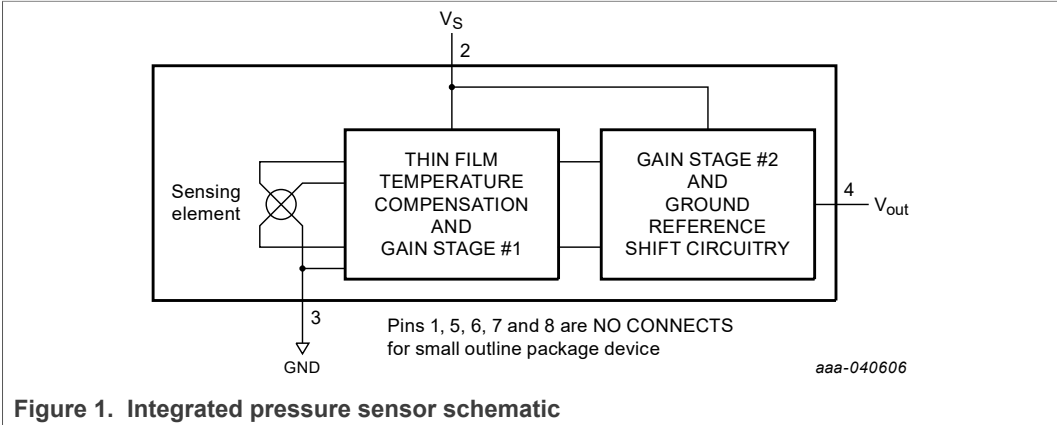 VS
2
Sensing
element
THIN FILM
TEMPERATURE
COMPENSATION
AND
GAIN STAGE #1
GAIN STAGE #2
AND
GROUND
REFERENCE
SHIFT CIRCUITRY
4
Vout
3
GND
Pins 1, 5, 6, 7 and 8 are NO CONNECTS
for small outline package device
aaa-040606
Figure 1. Integrated pressure sensor schematic